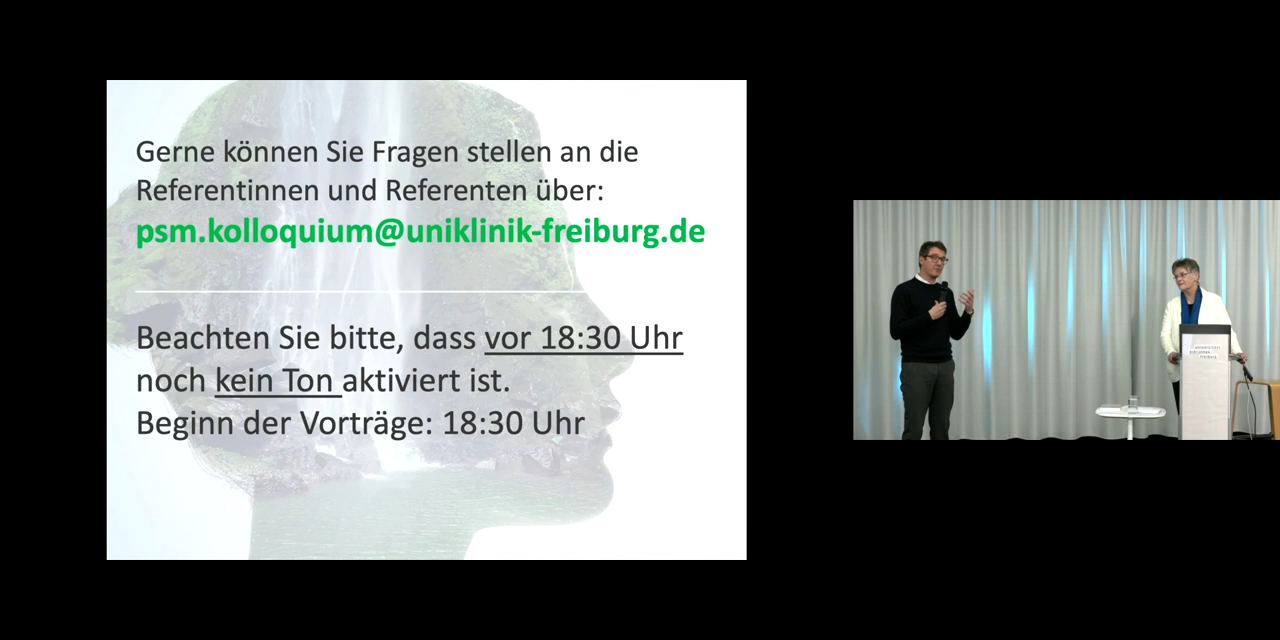 Gerne können Sie Fragen stellen an die
Referentinnen und Referenten über:
psm.kolloquium@uniklinik-freiburg.de
Beachten Sie bitte, dass vor 18:30 Uhr
noch kein Ton aktiviert ist.
Beginn der Vorträge: 18:30 Uhr